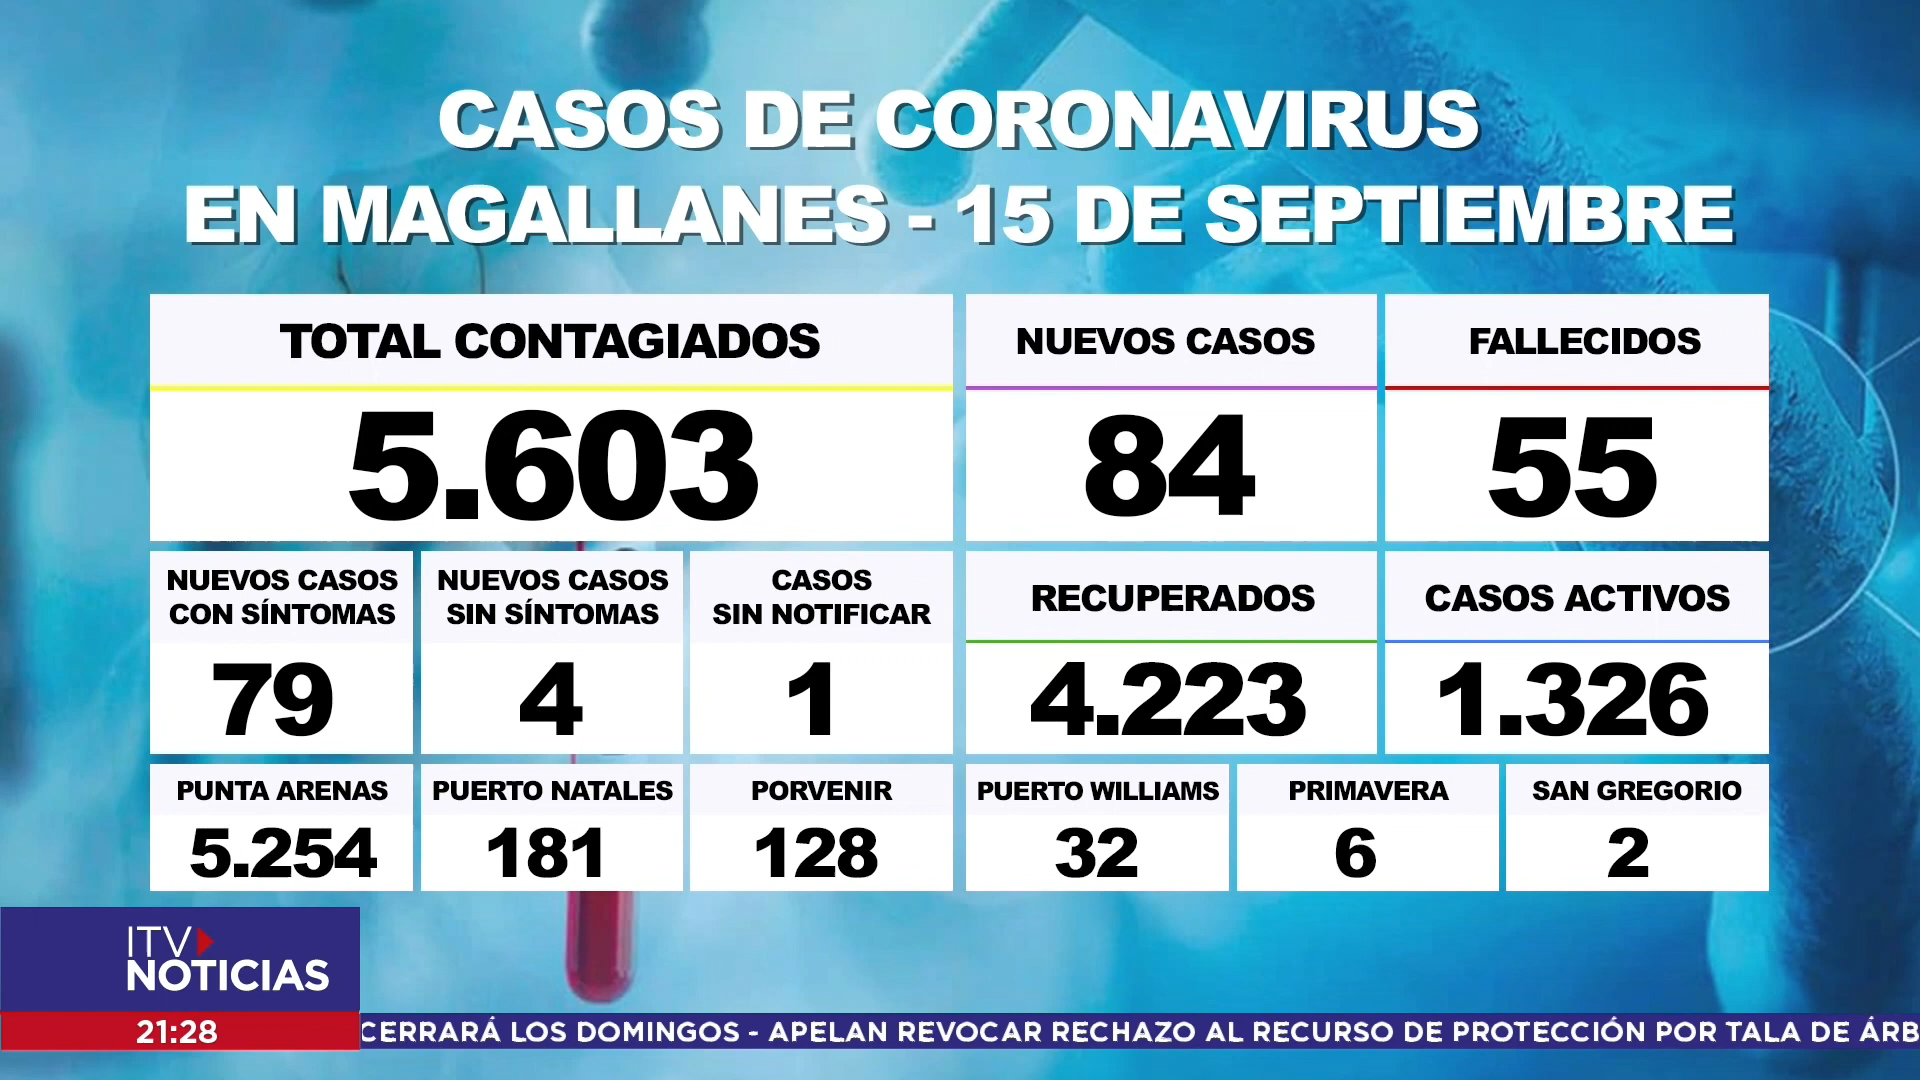 CASOS DE CORONAVIRUS
EN MAGALLANES - 15 DE SEPTIEMBRE
TOTAL CONTAGIADOS
5.603
NUEVOS CASOS
84
FALLECIDOS
55
NUEVOS CASOS
CON SÍNTOMAS
79
NUEVOS CASOS
SIN SÍNTOMAS
4
CASOS
SIN NOTIFICAR
1
RECUPERADOS
4.223
CASOS ACTIVOS
1.326
PUNTA ARENAS
5.254
PUERTO NATALES
181
PORVENIR
128
PUERTO WILLIAMS
32
PRIMAVERA
6
SAN GREGORIO
2
ITV
NOTICIAS
21:28
CERRARÁ LOS DOMINGOS - APELAN REVOCAR RECHAZO AL RECURSO DE PROTECCIÓN POR TALA DE ÁRB